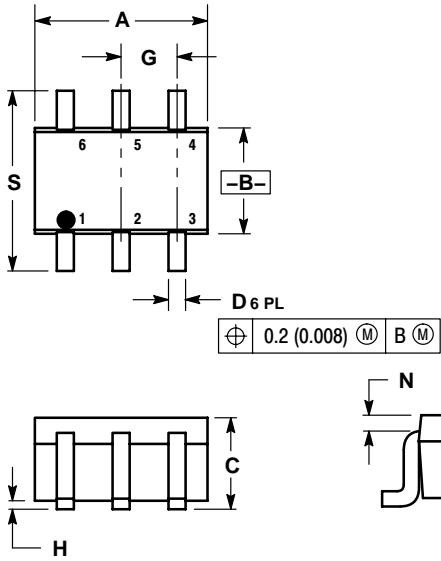 A
G
6 5 4
S
–B–
1 2 3
D 6 PL
⌖ 0.2 (0.008) Ⓜ B Ⓜ
N
C
H